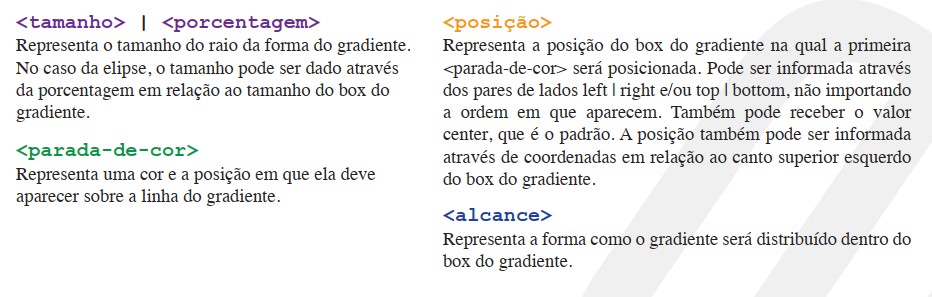 <tamanho> | <porcentagem>
Representa o tamanho do raio da forma do gradiente.
No caso da elipse, o tamanho pode ser dado através
da porcentagem em relação ao tamanho do box do
gradiente.
<parada-de-cor>
Representa uma cor e a posição em que ela deve
aparecer sobre a linha do gradiente.
<posição>
Representa a posição do box do gradiente na qual a primeira
<parada-de-cor> será posicionada. Pode ser informada através
dos pares de lados left | right e/ou top | bottom, não importando
a ordem em que aparecem. Também pode receber o valor
center, que é o padrão. A posição também pode ser informada
através de coordenadas em relação ao canto superior esquerdo
do box do gradiente.
<alcance>
Representa a forma como o gradiente será distribuído dentro do
box do gradiente.